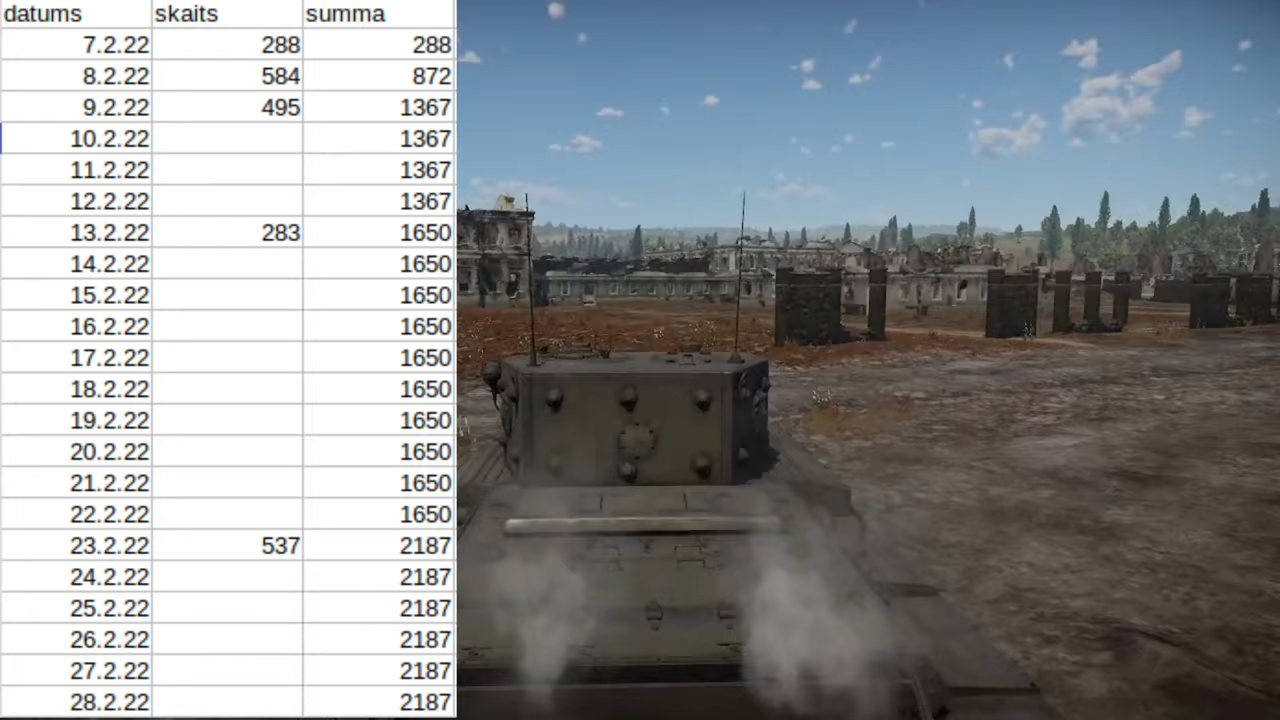 datums skaits summa
7.2.22 288 288
8.2.22 584 872
9.2.22 495 1367
10.2.22 1367
11.2.22 1367
12.2.22 1367
13.2.22 283 1650
14.2.22 1650
15.2.22 1650
16.2.22 1650
17.2.22 1650
18.2.22 1650
19.2.22 1650
20.2.22 1650
21.2.22 1650
22.2.22 1650
23.2.22 537 2187
24.2.22 2187
25.2.22 2187
26.2.22 2187
27.2.22 2187
28.2.22 2187